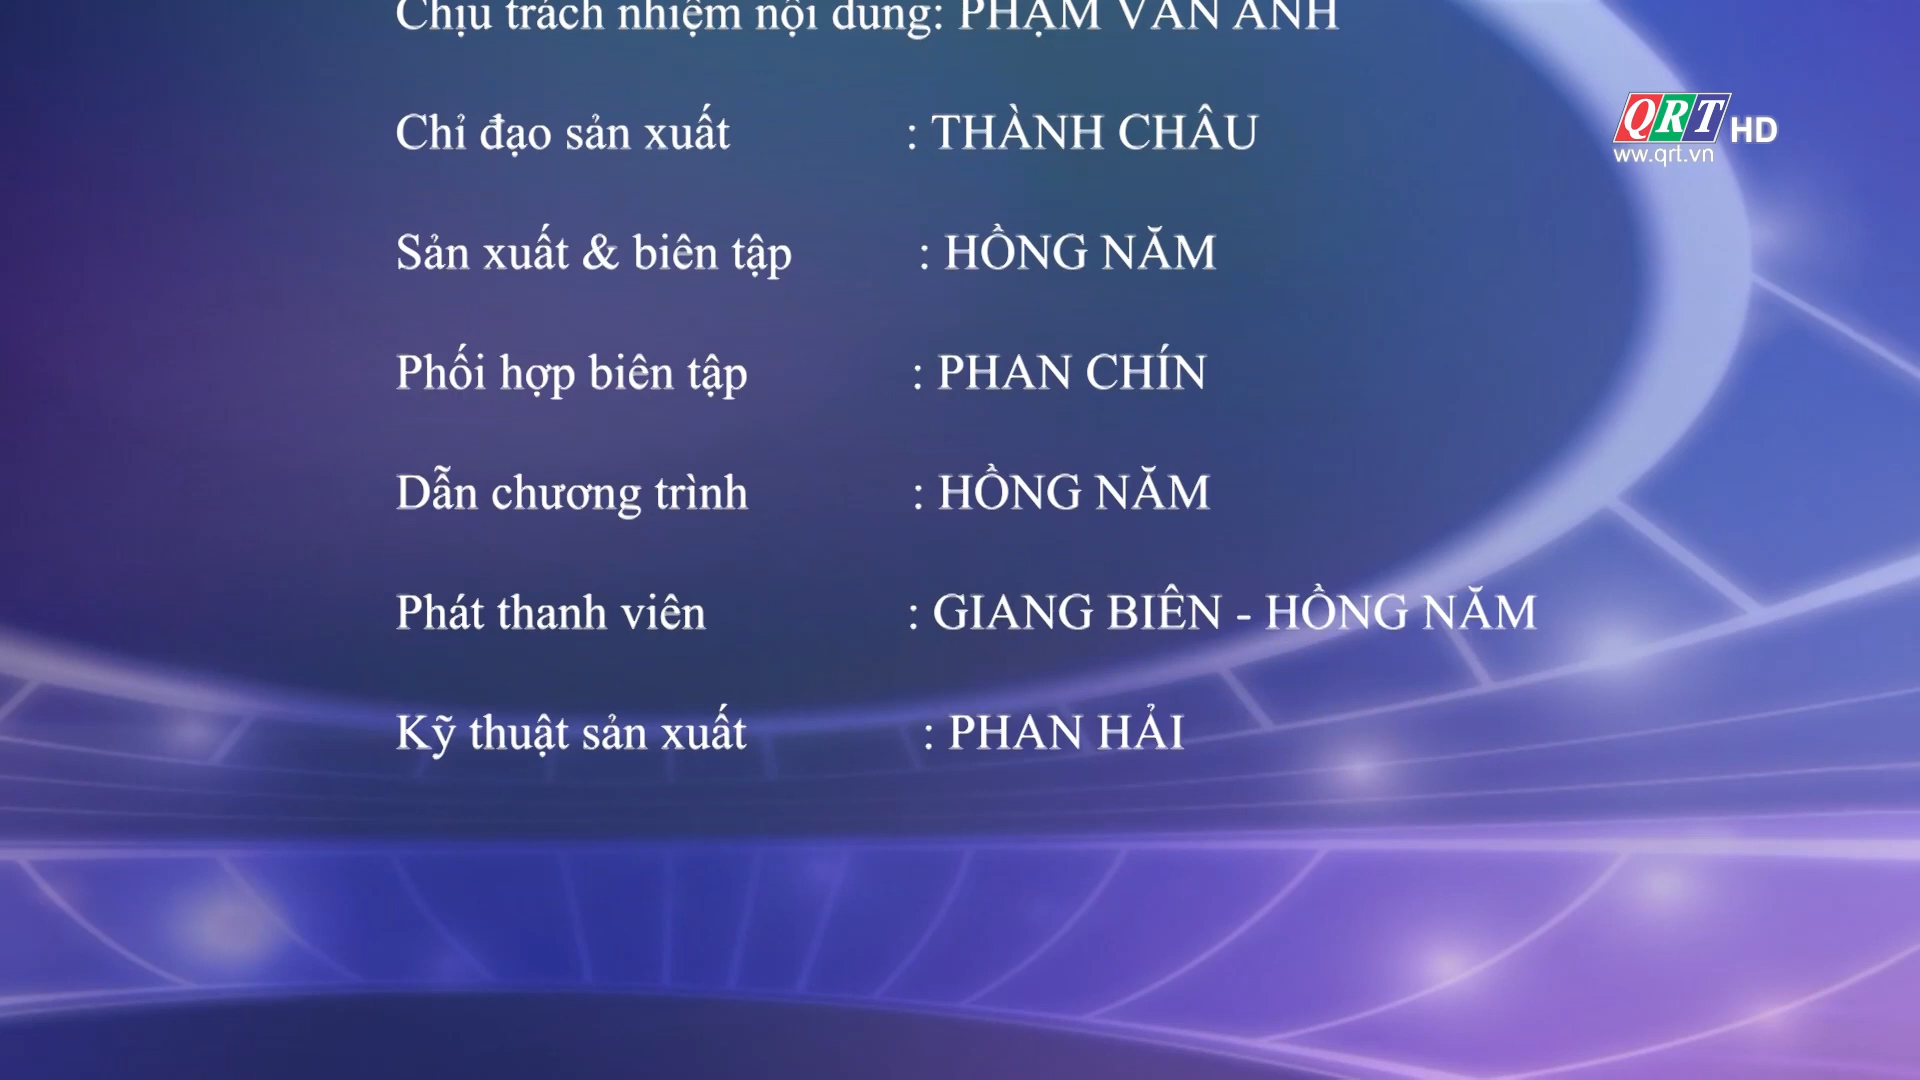 Chịu trách nhiệm nội dung: PHẠM VĂN ANH
Chỉ đạo sản xuất : THÀNH CHÂU
Sản xuất & biên tập : HỒNG NĂM
Phối hợp biên tập : PHAN CHÍN
Dẫn chương trình : HỒNG NĂM
Phát thanh viên : GIANG BIÊN - HỒNG NĂM
Kỹ thuật sản xuất : PHAN HẢI
QRT HD
ww.qrt.vn